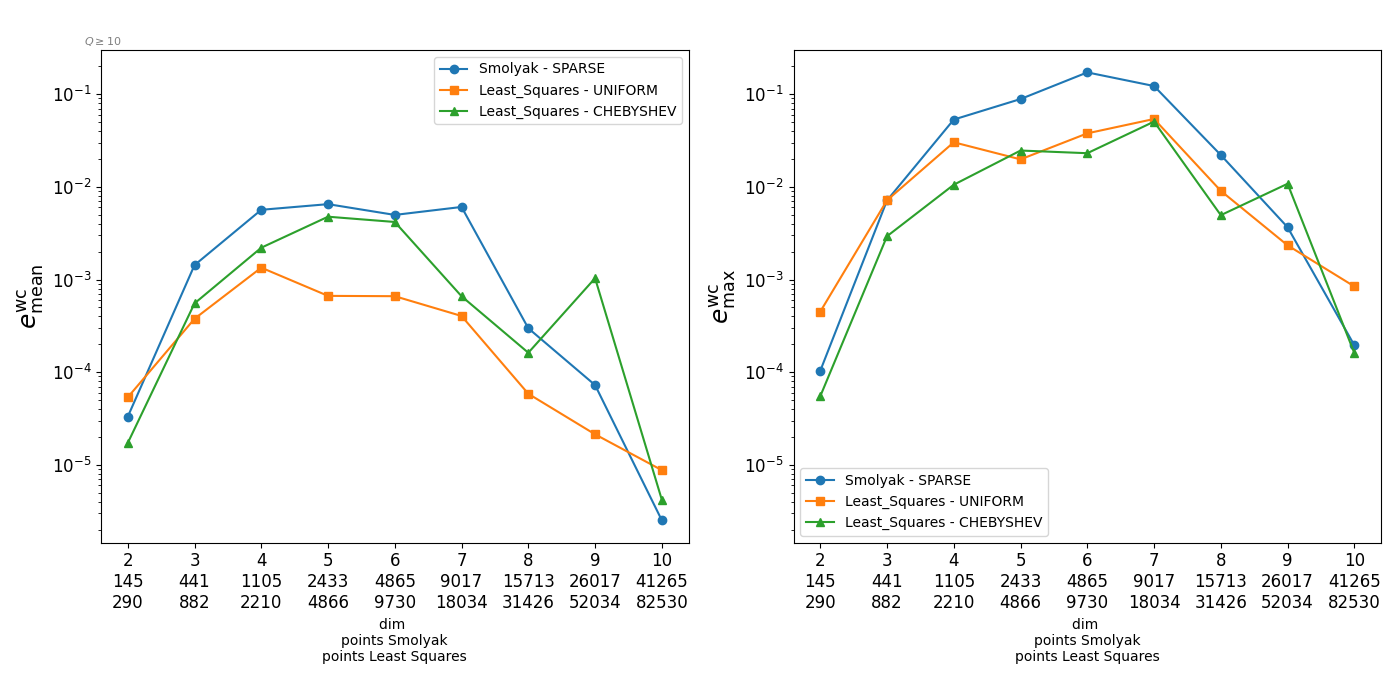 Q ≥ 10
Smolyak - SPARSE
Least_Squares - UNIFORM
Least_Squares - CHEBYSHEV
10⁻¹
10⁻²
10⁻³
10⁻⁴
10⁻⁵
e^wc_mean
2 3 4 5 6 7 8 9 10
145 441 1105 2433 4865 9017 15713 26017 41265
290 882 2210 4866 9730 18034 31426 52034 82530
dim
points Smolyak
points Least Squares
10⁻¹
10⁻²
10⁻³
10⁻⁴
10⁻⁵
e^wc_max
Smolyak - SPARSE
Least_Squares - UNIFORM
Least_Squares - CHEBYSHEV
2 3 4 5 6 7 8 9 10
145 441 1105 2433 4865 9017 15713 26017 41265
290 882 2210 4866 9730 18034 31426 52034 82530
dim
points Smolyak
points Least Squares